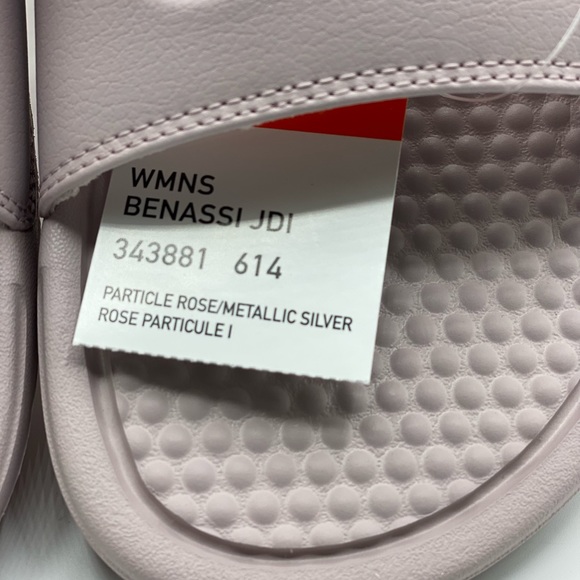 WMNS
BENASSI JDI
343881 614
PARTICLE ROSE/METALLIC SILVER
ROSE PARTICULE I